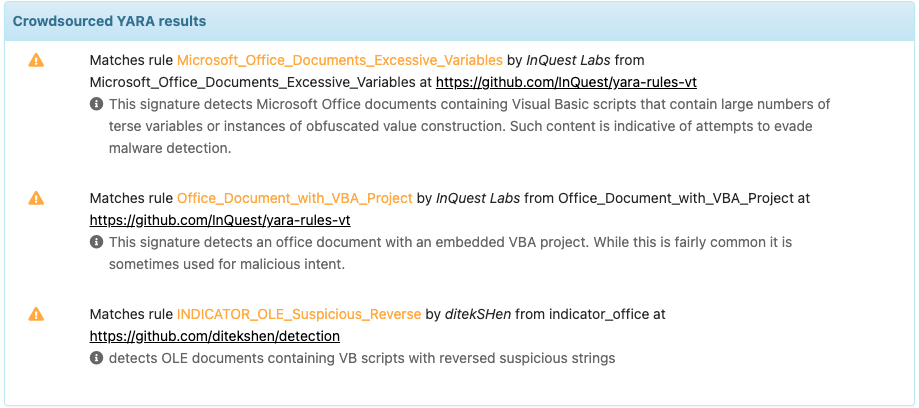 Crowdsourced YARA results
Matches rule Microsoft_Office_Documents_Excessive_Variables by InQuest Labs from
Microsoft_Office_Documents_Excessive_Variables at https://github.com/InQuest/yara-rules-vt
This signature detects Microsoft Office documents containing Visual Basic scripts that contain large numbers of
terse variables or instances of obfuscated value construction. Such content is indicative of attempts to evade
malware detection.
Matches rule Office_Document_with_VBA_Project by InQuest Labs from Office_Document_with_VBA_Project at
https://github.com/InQuest/yara-rules-vt
This signature detects an office document with an embedded VBA project. While this is fairly common it is
sometimes used for malicious intent.
Matches rule INDICATOR_OLE_Suspicious_Reverse by ditekSHen from indicator_office at
https://github.com/ditekshen/detection
detects OLE documents containing VB scripts with reversed suspicious strings